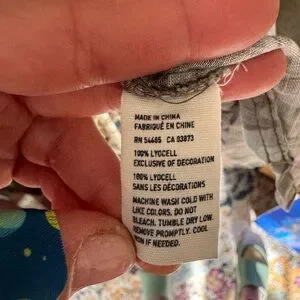 MADE IN CHINA
FABRIQUÉ EN CHINE
RN 54485 CA 03873
100% LYOCELL
EXCLUSIVE OF DECORATION
100% LYOCELL
SANS LES DÉCORATIONS
MACHINE WASH COLD WITH
LIKE COLORS. DO NOT
BLEACH. TUMBLE DRY LOW.
REMOVE PROMPTLY. COOL
IRON IF NEEDED.